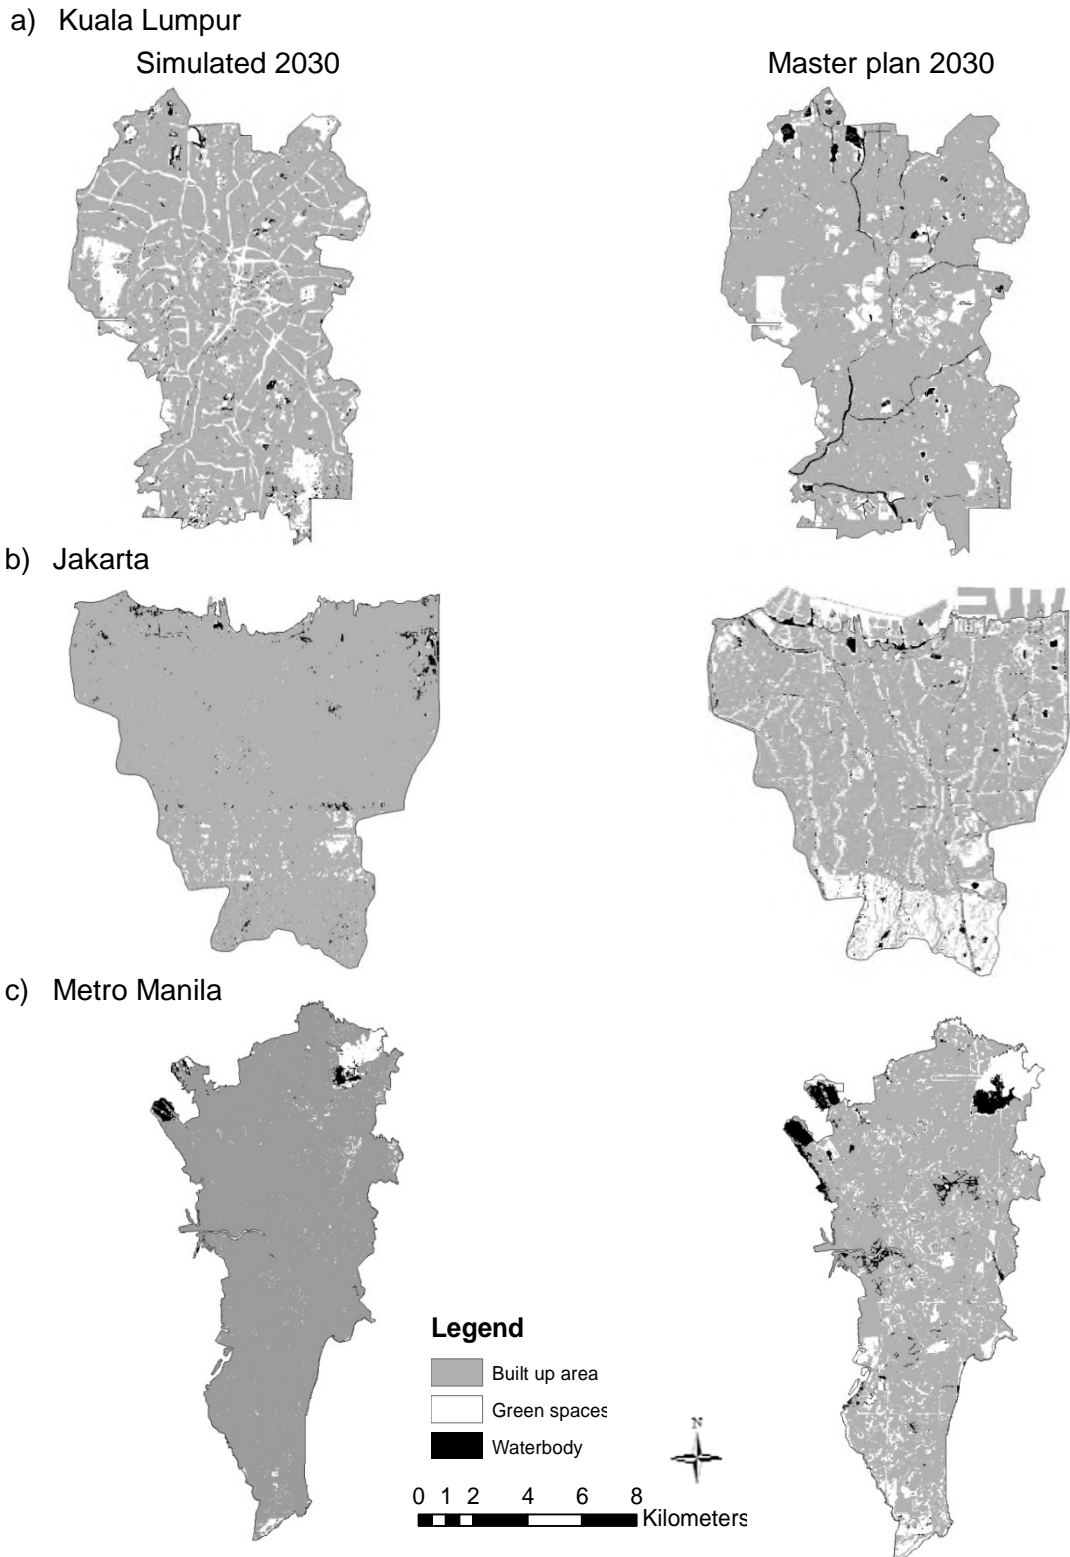 a) Kuala Lumpur
Simulated 2030
Master plan 2030
b) Jakarta
c) Metro Manila
Legend
Built up area
Green spaces
Waterbody
N
0 1 2 4 6 8
Kilometers